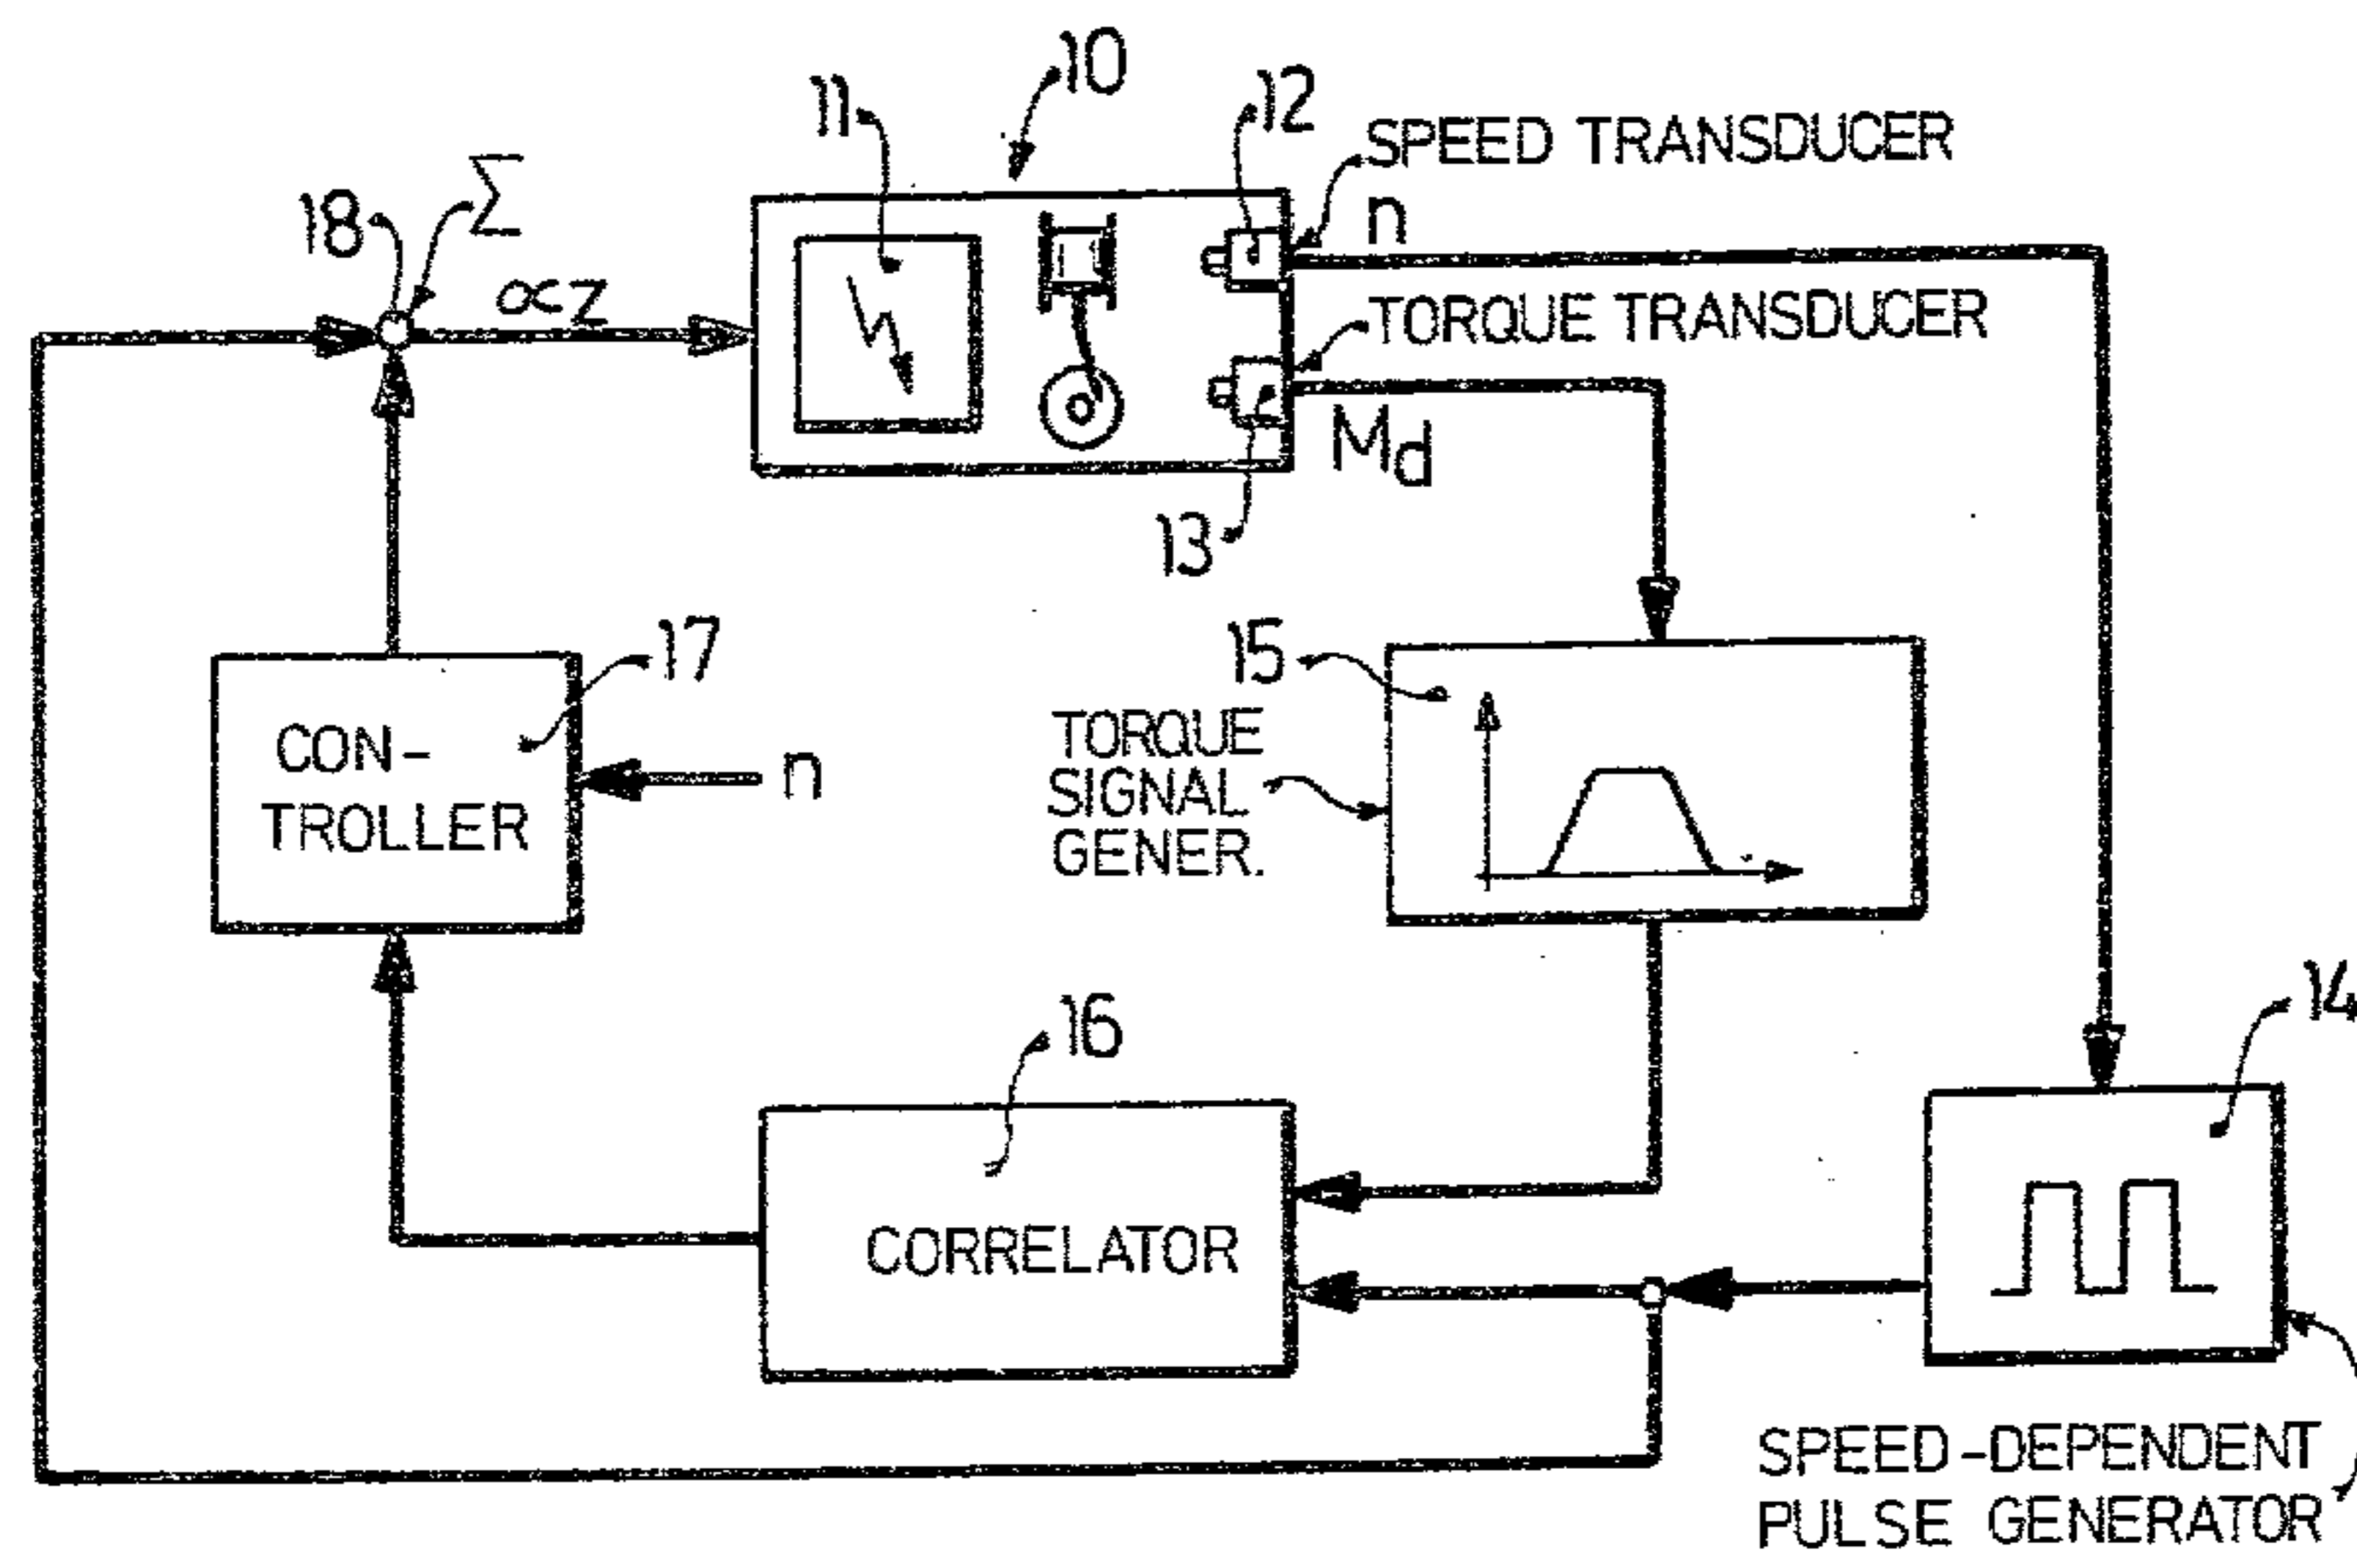 10
11
12
SPEED TRANSDUCER
18
Σ
n
∝z
TORQUE TRANSDUCER
Md
13
17
15
CON-
TROLLER
n
TORQUE
SIGNAL
GENER.
14
16
CORRELATOR
SPEED-DEPENDENT
PULSE GENERATOR